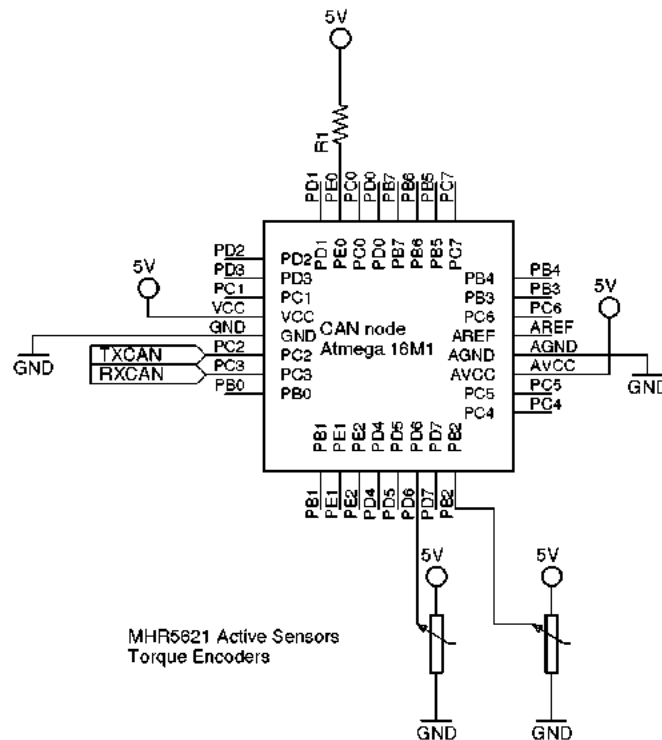 5V
R1
PD1 PE0 PC0 PD0 PB7 PB6 PB5 PC7
PD1 PE0 PC0 PD0 PB7 PB6 PB5 PC7
PD2 PD2
PD3 PD3
PC1 PC1
5V
VCC VCC
GND GND
GND
TXCAN PC2 PC2
RXCAN PC3 PC3
PB0 PB0
CAN node
Atmega 16M1
PB4 PB4
PB3 PB3
5V
PC6 PC6
AREF AREF
AGND AGND
GND
AVCC AVCC
PC5 PC5
PC4 PC4
PB1 PE1 PE2 PD4 PD5 PD6 PD7 PB2
PB1 PE1 PE2 PD4 PD5 PD6 PD7 PB2
5V 5V
MHR5621 Active Sensors
Torque Encoders
GND GND